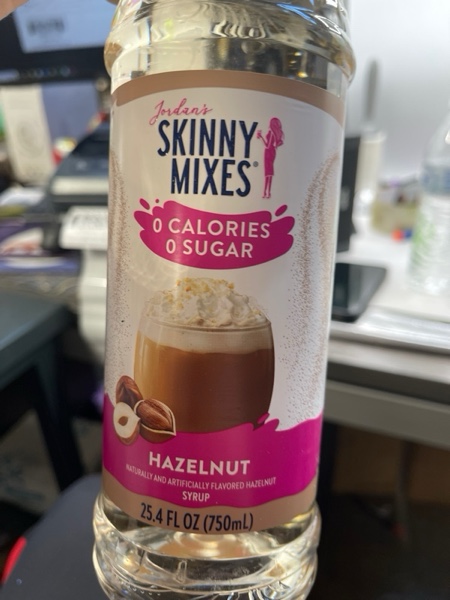 Jordan's
SKINNY
MIXES®
0 CALORIES
0 SUGAR
HAZELNUT
NATURALLY AND ARTIFICIALLY FLAVORED HAZELNUT
SYRUP
25.4 FL OZ (750mL)